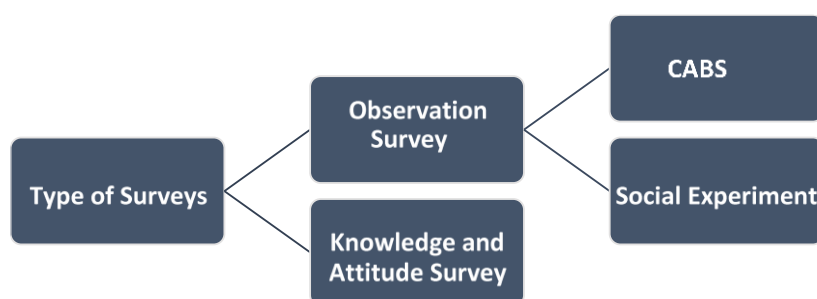 Type of Surveys
Observation
Survey
Knowledge and
Attitude Survey
CABS
Social Experiment